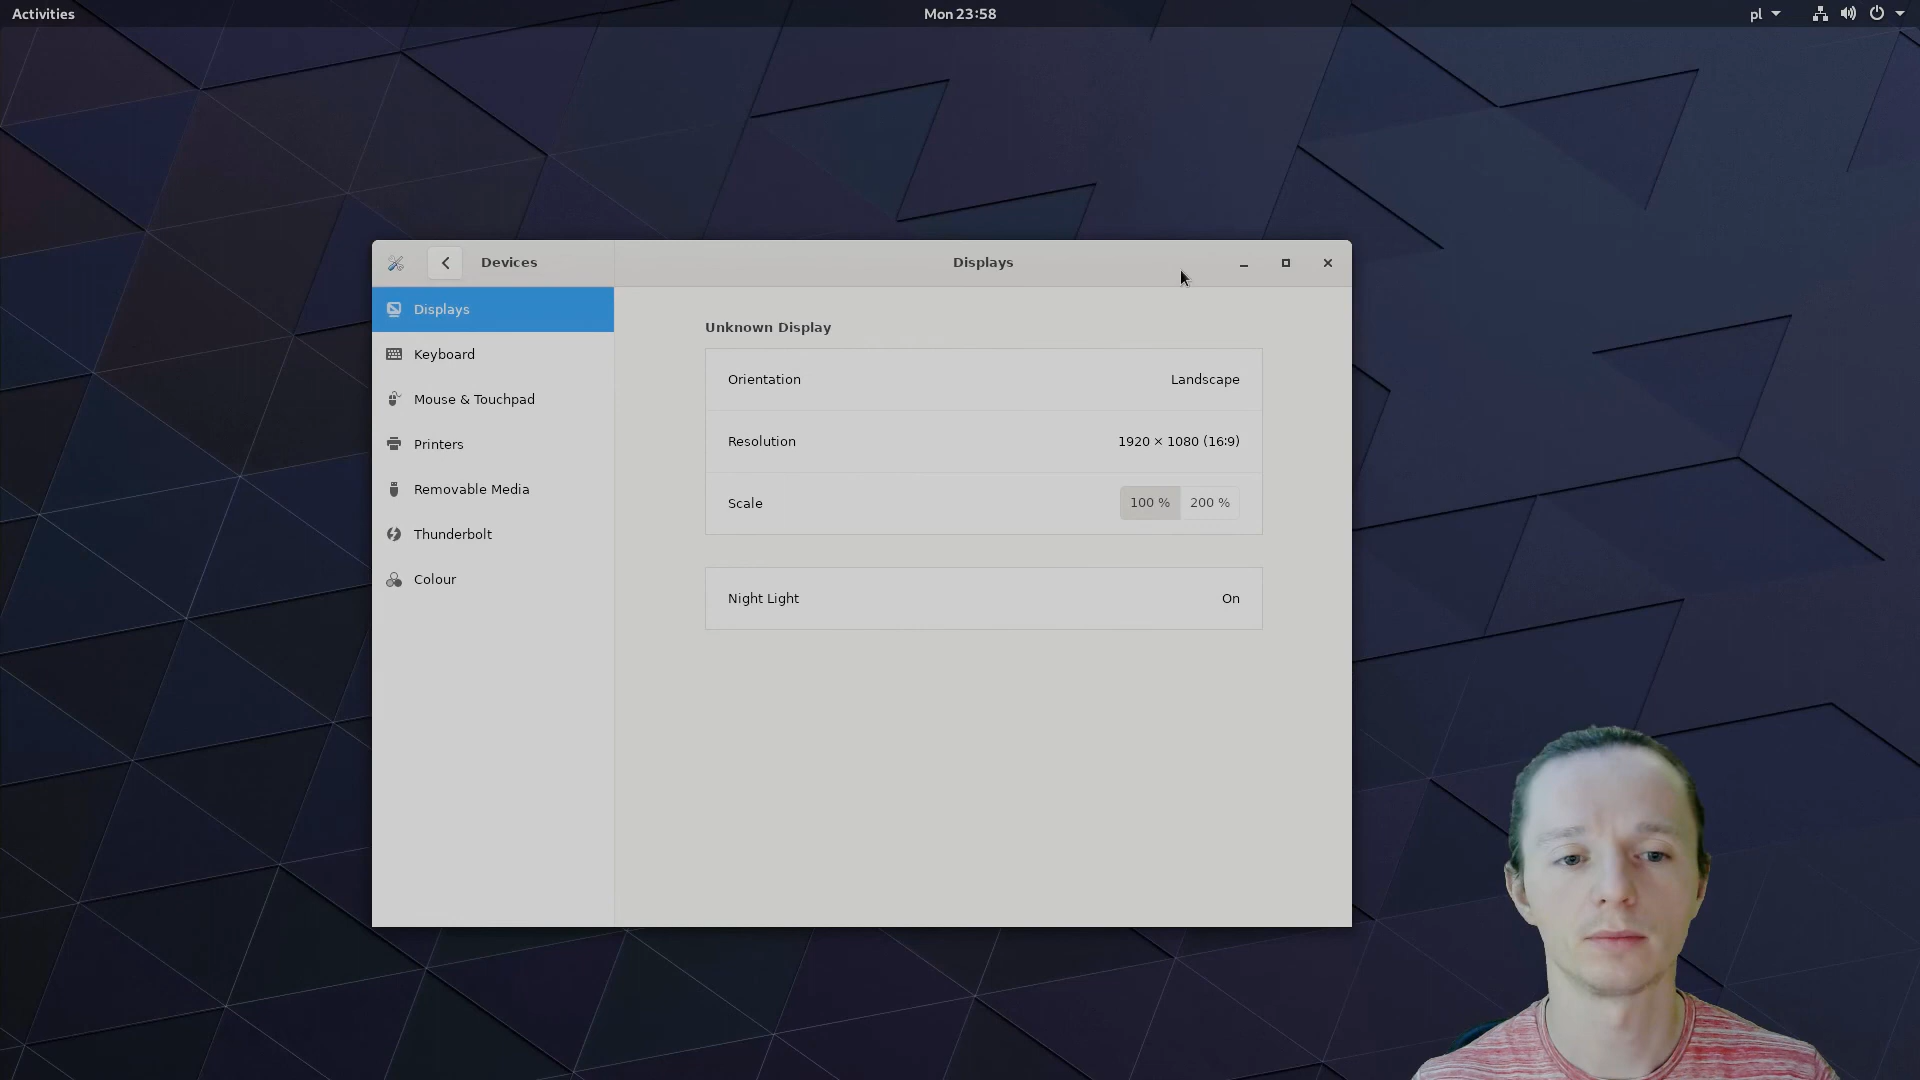 Activities
Mon 23:58
pl
Devices
Displays
Displays
Keyboard
Mouse & Touchpad
Printers
Removable Media
Thunderbolt
Colour
Unknown Display
Orientation Landscape
Resolution 1920 × 1080 (16:9)
Scale 100 % 200 %
Night Light On